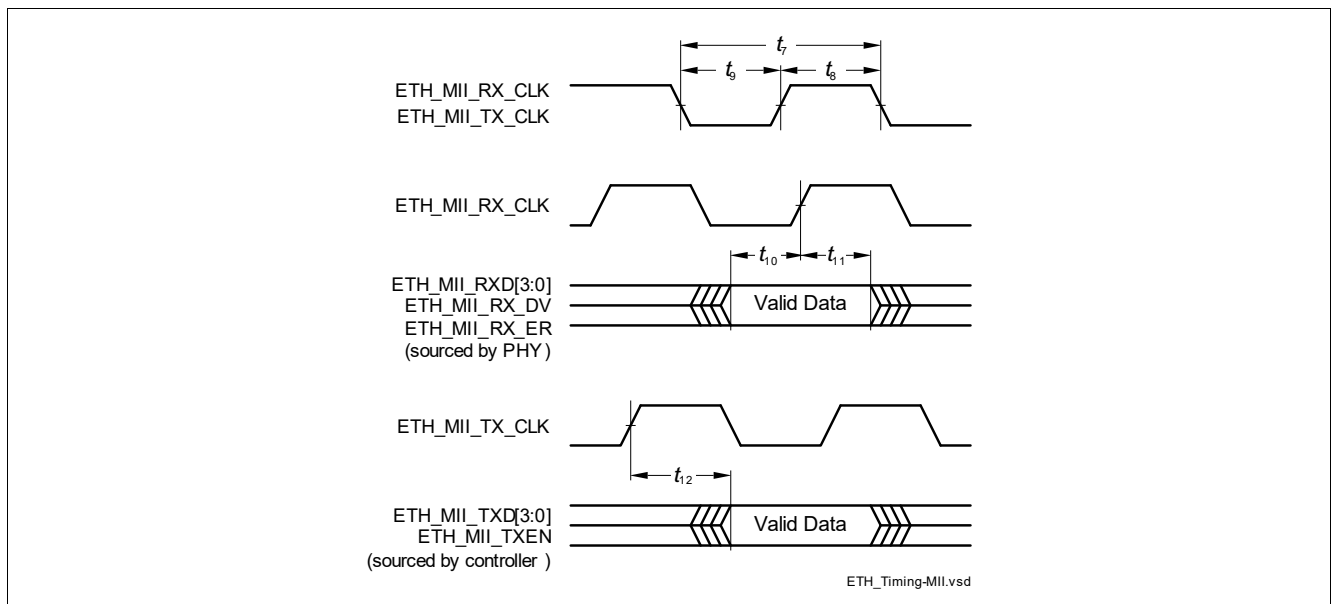 t7
t9
t8
ETH_MII_RX_CLK
ETH_MII_TX_CLK
ETH_MII_RX_CLK
t10
t11
ETH_MII_RXD[3:0]
ETH_MII_RX_DV
Valid Data
ETH_MII_RX_ER
(sourced by PHY )
ETH_MII_TX_CLK
t12
ETH_MII_TXD[3:0]
Valid Data
ETH_MII_TXEN
(sourced by controller )
ETH_Timing-MII.vsd